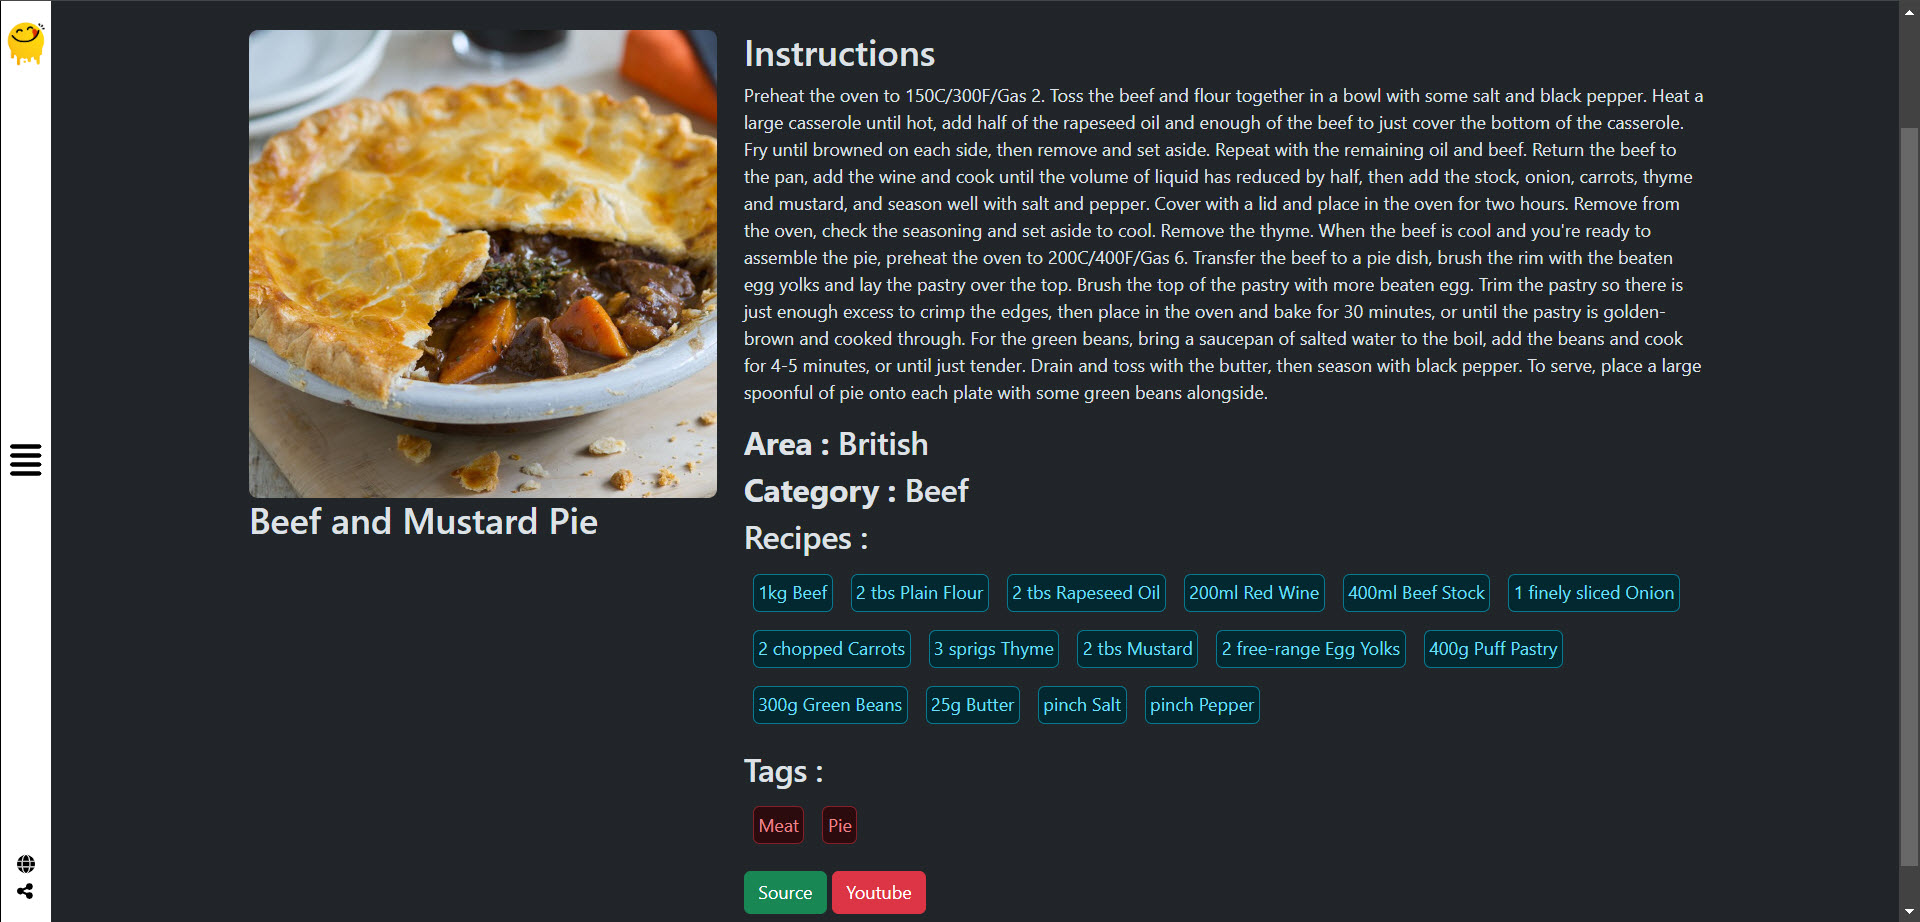 Instructions
Preheat the oven to 150C/300F/Gas 2. Toss the beef and flour together in a bowl with some salt and black pepper. Heat a
large casserole until hot, add half of the rapeseed oil and enough of the beef to just cover the bottom of the casserole.
Fry until browned on each side, then remove and set aside. Repeat with the remaining oil and beef. Return the beef to
the pan, add the wine and cook until the volume of liquid has reduced by half, then add the stock, onion, carrots, thyme
and mustard, and season well with salt and pepper. Cover with a lid and place in the oven for two hours. Remove from
the oven, check the seasoning and set aside to cool. Remove the thyme. When the beef is cool and you're ready to
assemble the pie, preheat the oven to 200C/400F/Gas 6. Transfer the beef to a pie dish, brush the rim with the beaten
egg yolks and lay the pastry over the top. Brush the top of the pastry with more beaten egg. Trim the pastry so there is
just enough excess to crimp the edges, then place in the oven and bake for 30 minutes, or until the pastry is golden-
brown and cooked through. For the green beans, bring a saucepan of salted water to the boil, add the beans and cook
for 4-5 minutes, or until just tender. Drain and toss with the butter, then season with black pepper. To serve, place a large
spoonful of pie onto each plate with some green beans alongside.
Beef and Mustard Pie
Area : British
Category : Beef
Recipes :
1kg Beef 2 tbs Plain Flour 2 tbs Rapeseed Oil 200ml Red Wine 400ml Beef Stock 1 finely sliced Onion
2 chopped Carrots 3 sprigs Thyme 2 tbs Mustard 2 free-range Egg Yolks 400g Puff Pastry
300g Green Beans 25g Butter pinch Salt pinch Pepper
Tags :
Meat Pie
Source Youtube